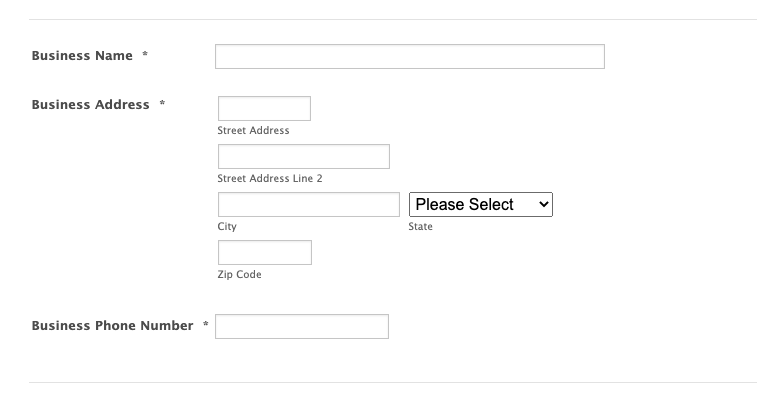 Business Name *
Business Address *
Street Address
Street Address Line 2
Please Select
City State
Zip Code
Business Phone Number *